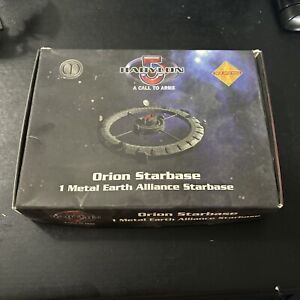 BABYLON
5
A CALL TO ARMS
Orion Starbase
1 Metal Earth Alliance Starbase
Orion Starbase
1 Metal Earth Alliance Starbase